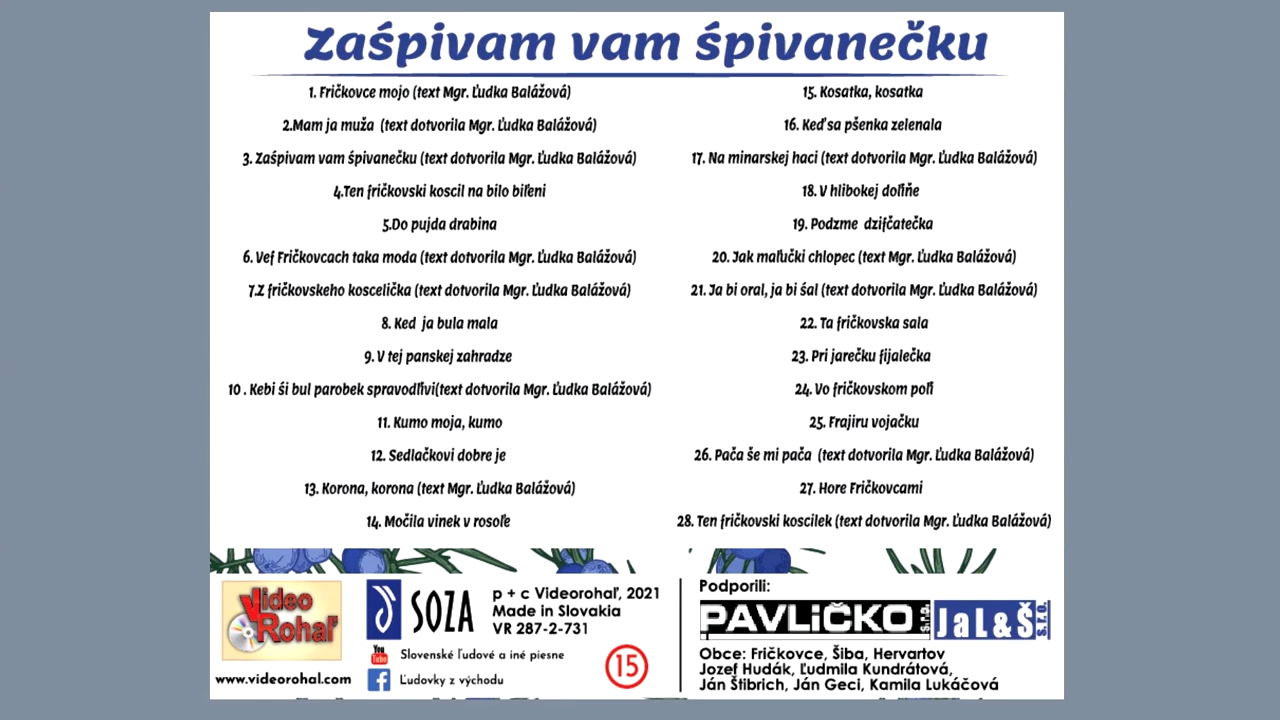 Zaśpivam vam śpivanečku
1. Fričkovce mojo (text Mgr. Ľudka Balážová)
2.Mam ja muža (text dotvorila Mgr. Ľudka Balážová)
3. Zaśpivam vam śpivanečku (text dotvorila Mgr. Ľudka Balážová)
4.Ten fričkovski koscil na bilo biľeni
5.Do pujda drabina
6. Vef Fričkovcach taka moda (text dotvorila Mgr. Ľudka Balážová)
7.Z fričkovskeho koscelička (text dotvorila Mgr. Ľudka Balážová)
8. Ked ja bula mala
9. V tej panskej zahradze
10 . Kebi śi bul parobek spravodľivi(text dotvorila Mgr. Ľudka Balážová)
11. Kumo moja, kumo
12. Sedlačkovi dobre je
13. Korona, korona (text Mgr. Ľudka Balážová)
14. Močila vinek v rosoľe
15. Kosatka, kosatka
16. Keď sa pšenka zelenala
17. Na minarskej haci (text dotvorila Mgr. Ľudka Balážová)
18. V hlibokej doľiňe
19. Podzme dzifčatečka
20. Jak maľučki chlopec (text Mgr. Ľudka Balážová)
21. Ja bi oral, ja bi śal (text dotvorila Mgr. Ľudka Balážová)
22. Ta fričkovska sala
23. Pri jarečku fijalečka
24. Vo fričkovskom poľi
25. Frajiru vojačku
26. Pača še mi pača (text dotvorila Mgr. Ľudka Balážová)
27. Hore Fričkovcami
28. Ten fričkovski koscilek (text dotvorila Mgr. Ľudka Balážová)
Video
Rohaľ
www.videorohal.com
SOZA
p + c Videorohaľ, 2021
Made in Slovakia
VR 287-2-731
You
Tube
Slovenské ľudové a iné piesne
Ľudovky z východu
15
Podporili:
PAVLiČKO s.r.o.
JaL&Š s.r.o.
Obce: Fričkovce, Šiba, Hervartov
Jozef Hudák, Ľudmila Kundrátová,
Ján Štibrich, Ján Geci, Kamila Lukáčová